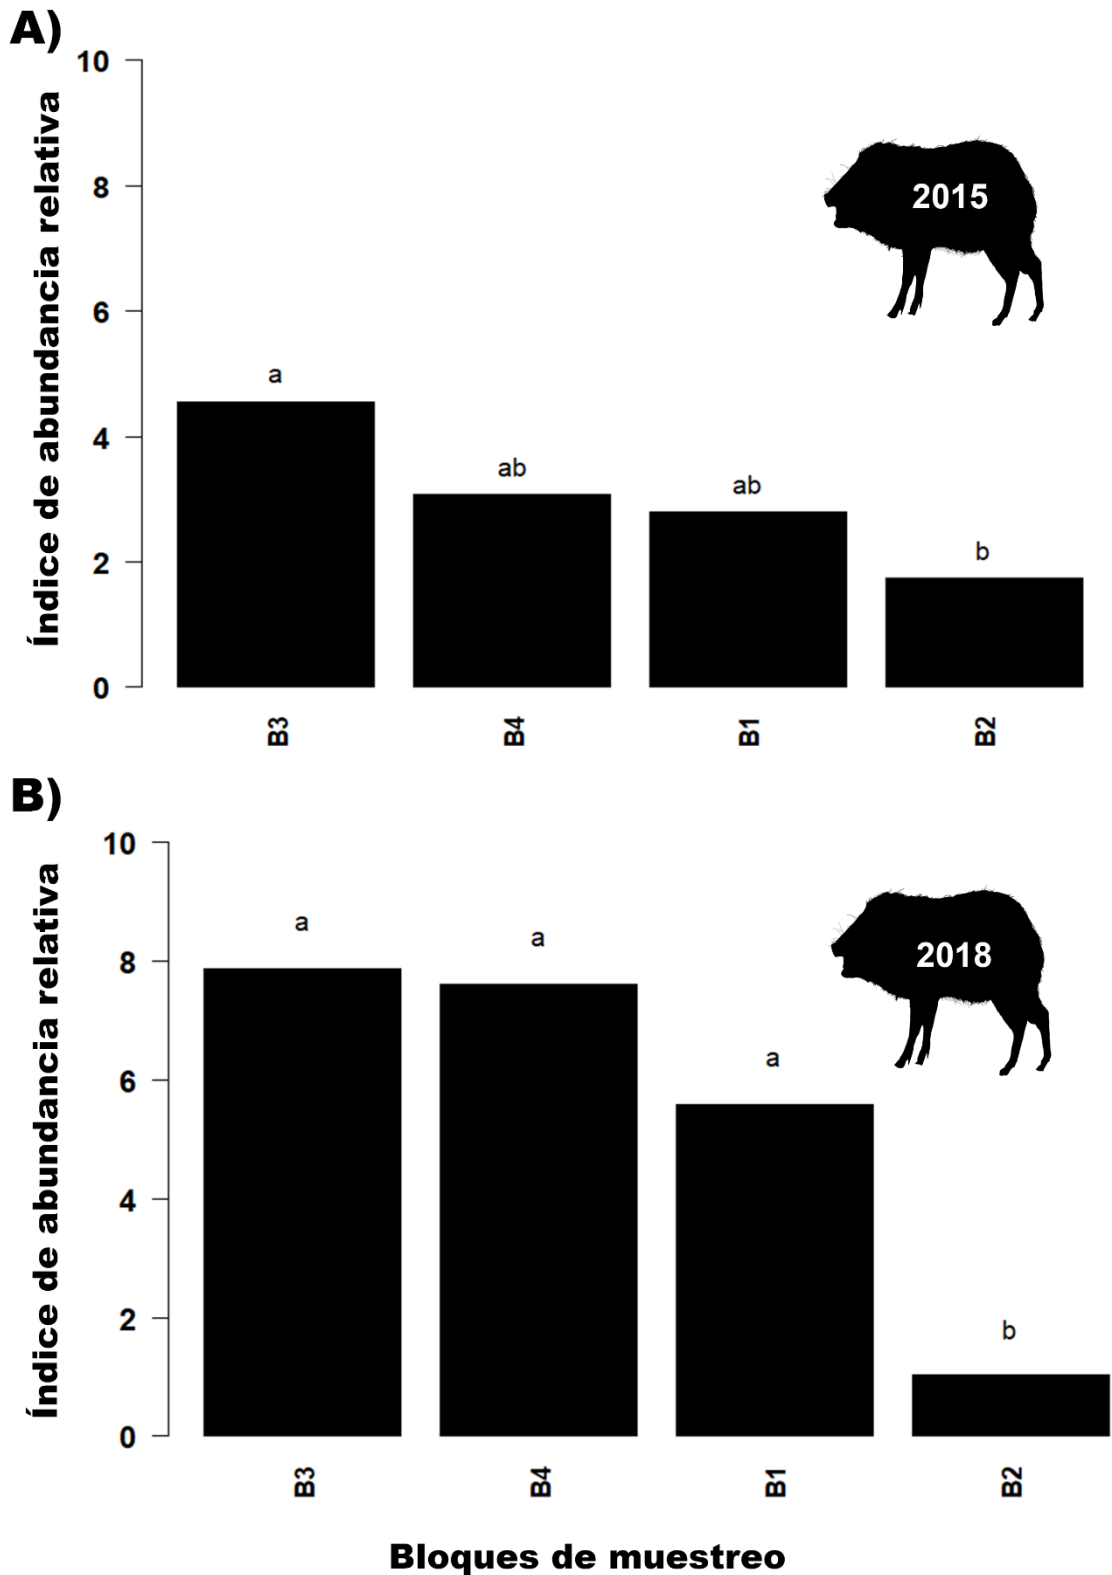 A)
Índice de abundancia relativa
10
8
6
4
2
0
2015
a
ab
ab
b
B3
B4
B1
B2
B)
Índice de abundancia relativa
10
8
6
4
2
0
2018
a
a
a
b
B3
B4
B1
B2
Bloques de muestreo